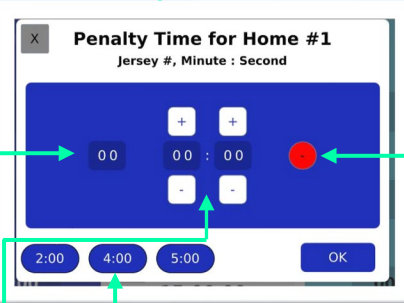 X Penalty Time for Home #1
Jersey #, Minute : Second
+ +
00 00 : 00 -
- -
2:00 4:00 5:00 OK